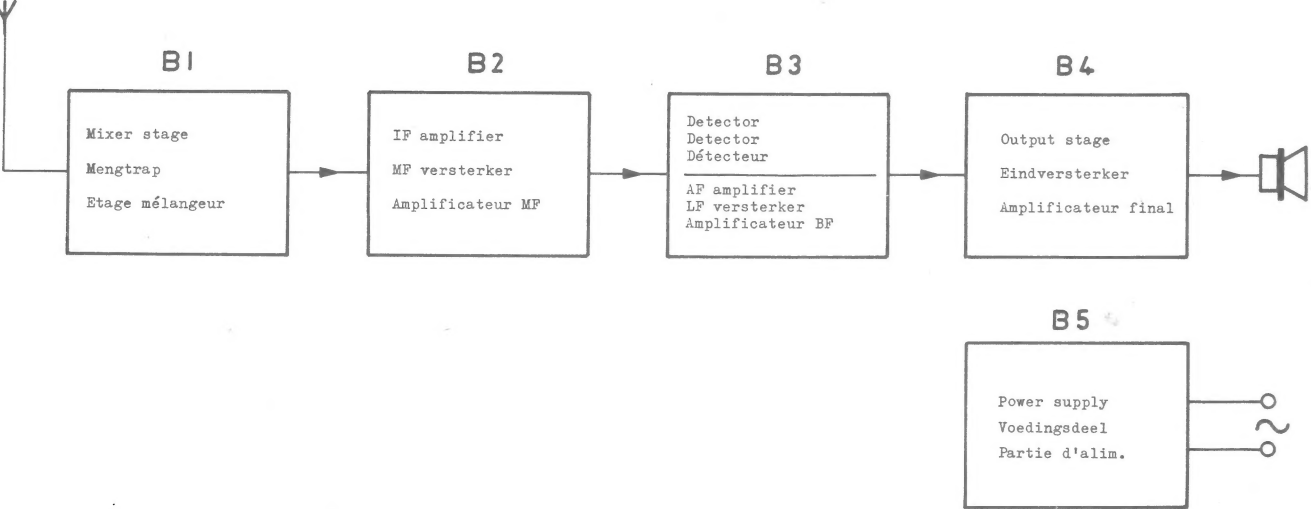 B1
Mixer stage
Mengtrap
Etage mélangeur
B2
IF amplifier
MF versterker
Amplificateur MF
B3
Detector
Detector
Détecteur
AF amplifier
LF versterker
Amplificateur BF
B4
Output stage
Eindversterker
Amplificateur final
B5
Power supply
Voedingsdeel
Partie d'alim.
~